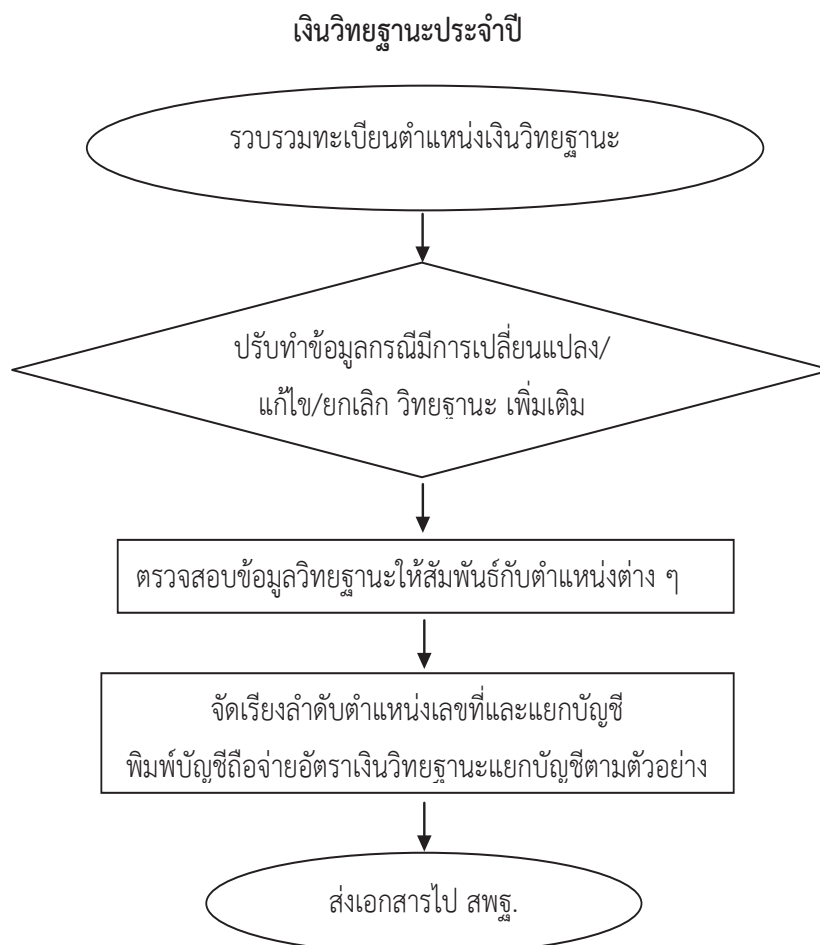 เงินวิทยฐานะประจำปี
รวบรวมทะเบียนตำแหน่งเงินวิทยฐานะ
ปรับทำข้อมูลกรณีมีการเปลี่ยนแปลง/
แก้ไข/ยกเลิก วิทยฐานะ เพิ่มเติม
ตรวจสอบข้อมูลวิทยฐานะให้สัมพันธ์กับตำแหน่งต่าง ๆ
จัดเรียงลำดับตำแหน่งเลขที่และแยกบัญชี
พิมพ์บัญชีถือจ่ายอัตราเงินวิทยฐานะแยกบัญชีตามตัวอย่าง
ส่งเอกสารไป สพฐ.